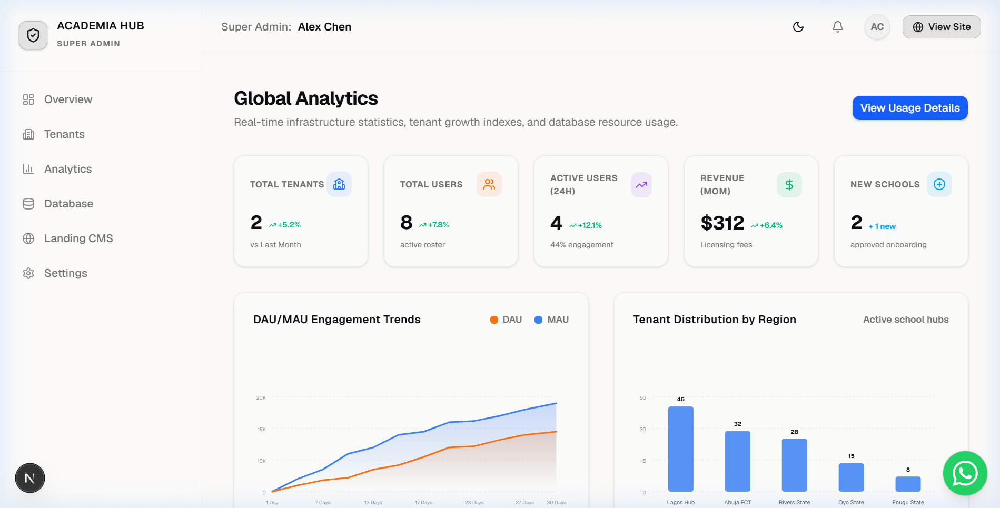 ACADEMIA HUB
SUPER ADMIN
Super Admin: Alex Chen
AC
View Site
Overview
Tenants
Analytics
Database
Landing CMS
Settings
N
Global Analytics
Real-time infrastructure statistics, tenant growth indexes, and database resource usage.
View Usage Details
TOTAL TENANTS
2 +5.2%
vs Last Month
TOTAL USERS
8 +7.8%
active roster
ACTIVE USERS
(24H)
4 +12.1%
44% engagement
REVENUE
(MOM)
$312 +6.4%
Licensing fees
NEW SCHOOLS
2 + 1 new
approved onboarding
DAU/MAU Engagement Trends
DAU MAU
20K
15K
10K
0
1 Day 7 Days 13 Days 17 Days 23 Days 27 Days 30 Days
Tenant Distribution by Region
Active school hubs
50
30
15
0
45 32 28 15 8
Lagos Hub Abuja FCT Rivers State Oyo State Enugu State